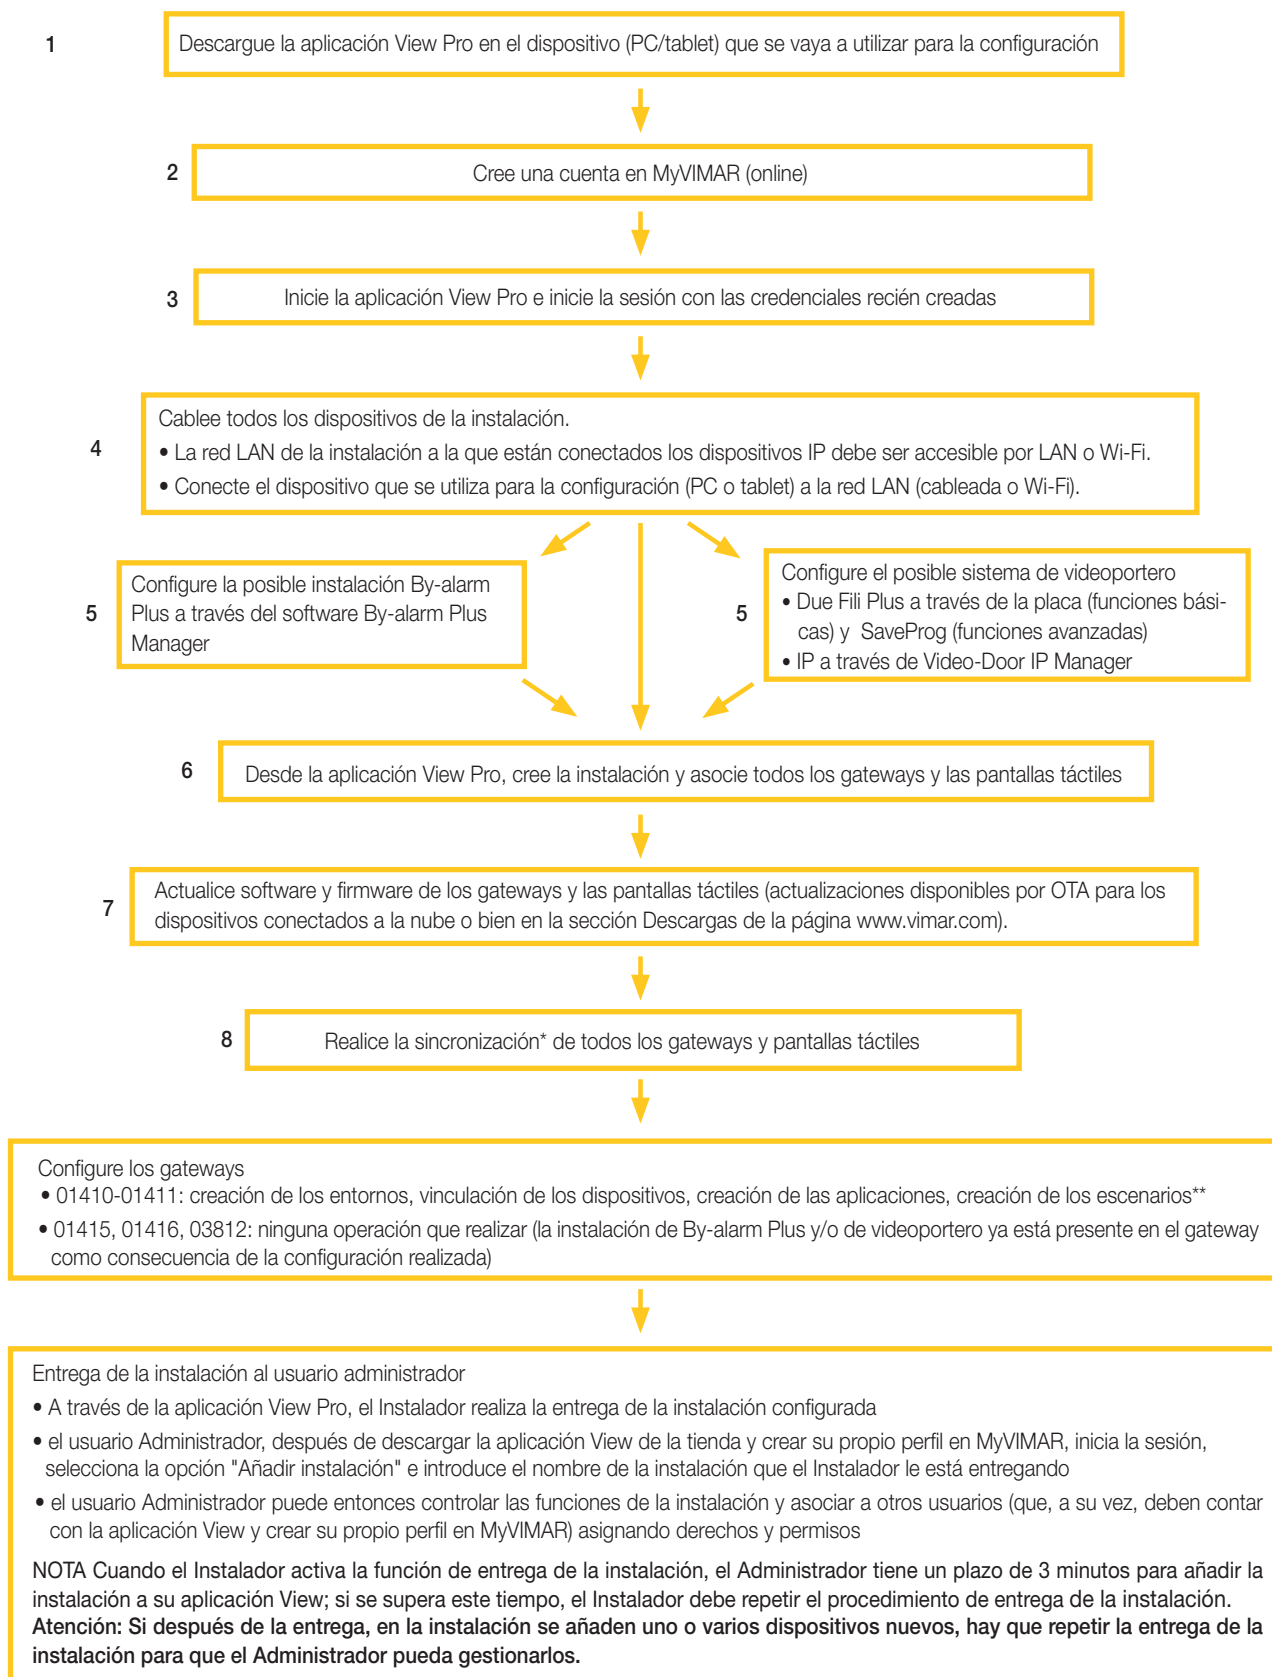 1
Descargue la aplicación View Pro en el dispositivo (PC/tablet) que se vaya a utilizar para la configuración
2
Cree una cuenta en MyVIMAR (online)
3
Inicie la aplicación View Pro e inicie la sesión con las credenciales recién creadas
4
Cablee todos los dispositivos de la instalación.
• La red LAN de la instalación a la que están conectados los dispositivos IP debe ser accesible por LAN o Wi-Fi.
• Conecte el dispositivo que se utiliza para la configuración (PC o tablet) a la red LAN (cableada o Wi-Fi).
5
Configure la posible instalación By-alarm
Plus a través del software By-alarm Plus
Manager
5
Configure el posible sistema de videoportero
• Due Fili Plus a través de la placa (funciones bási-
cas) y SaveProg (funciones avanzadas)
• IP a través de Video-Door IP Manager
6
Desde la aplicación View Pro, cree la instalación y asocie todos los gateways y las pantallas táctiles
7
Actualice software y firmware de los gateways y las pantallas táctiles (actualizaciones disponibles por OTA para los
dispositivos conectados a la nube o bien en la sección Descargas de la página www.vimar.com).
8
Realice la sincronización* de todos los gateways y pantallas táctiles
Configure los gateways
• 01410-01411: creación de los entornos, vinculación de los dispositivos, creación de las aplicaciones, creación de los escenarios**
• 01415, 01416, 03812: ninguna operación que realizar (la instalación de By-alarm Plus y/o de videoportero ya está presente en el gateway
como consecuencia de la configuración realizada)
Entrega de la instalación al usuario administrador
• A través de la aplicación View Pro, el Instalador realiza la entrega de la instalación configurada
• el usuario Administrador, después de descargar la aplicación View de la tienda y crear su propio perfil en MyVIMAR, inicia la sesión,
selecciona la opción "Añadir instalación" e introduce el nombre de la instalación que el Instalador le está entregando
• el usuario Administrador puede entonces controlar las funciones de la instalación y asociar a otros usuarios (que, a su vez, deben contar
con la aplicación View y crear su propio perfil en MyVIMAR) asignando derechos y permisos
NOTA Cuando el Instalador activa la función de entrega de la instalación, el Administrador tiene un plazo de 3 minutos para añadir la
instalación a su aplicación View; si se supera este tiempo, el Instalador debe repetir el procedimiento de entrega de la instalación.
Atención: Si después de la entrega, en la instalación se añaden uno o varios dispositivos nuevos, hay que repetir la entrega de la
instalación para que el Administrador pueda gestionarlos.